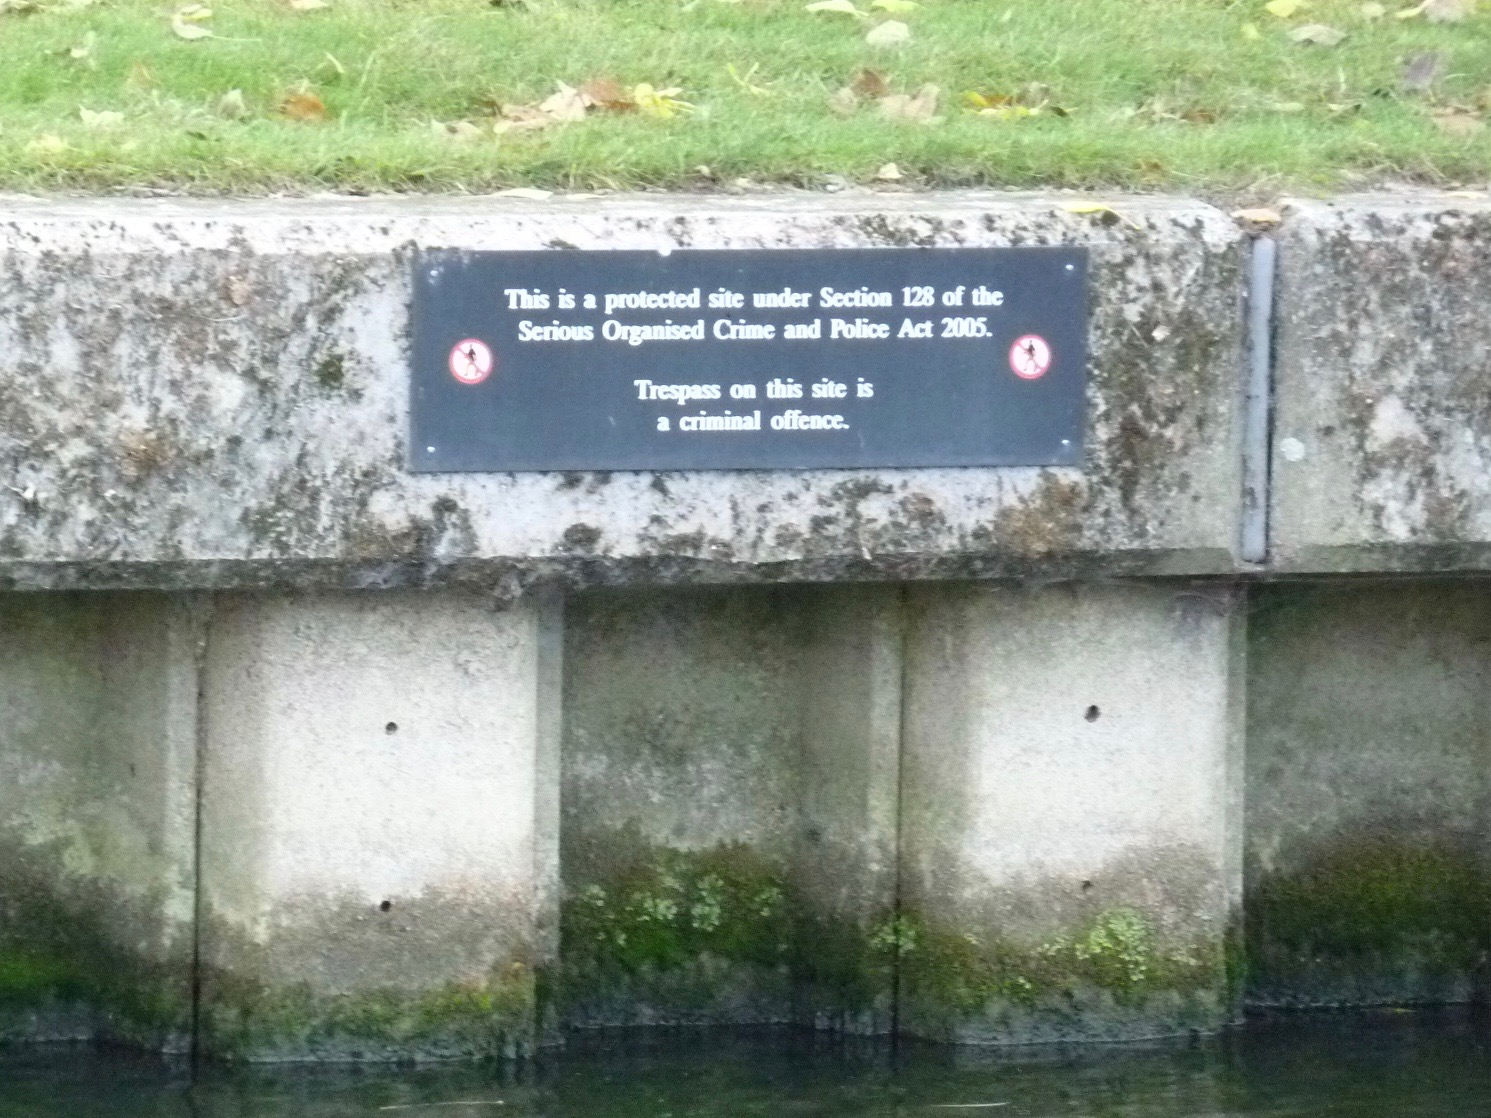 This is a protected site under Section 128 of the
Serious Organised Crime and Police Act 2005.
Trespass on this site is
a criminal offence.